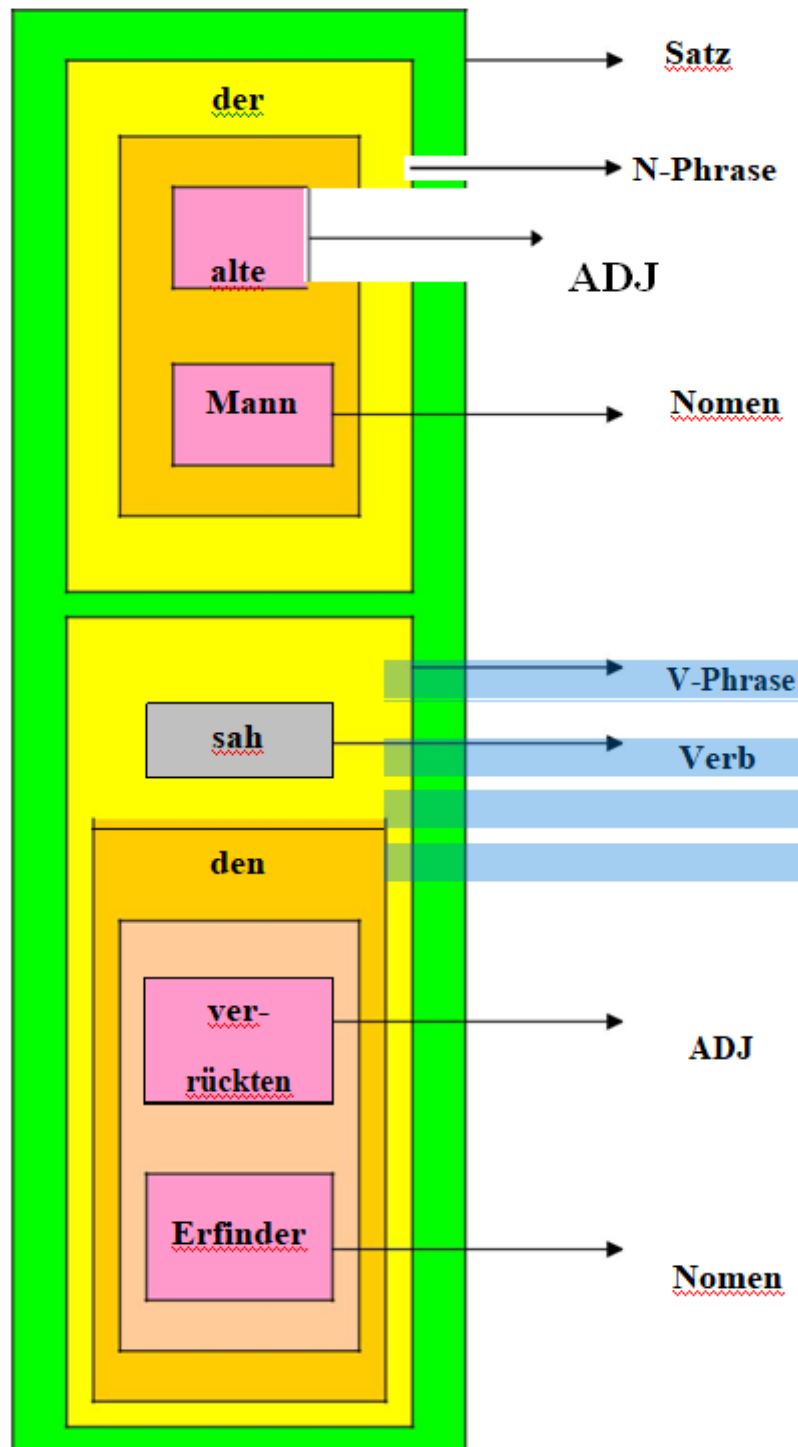 Satz
der
N-Phrase
alte
ADJ
Mann
Nomen
V-Phrase
sah
Verb
den
ver-
rückten
ADJ
Erfinder
Nomen